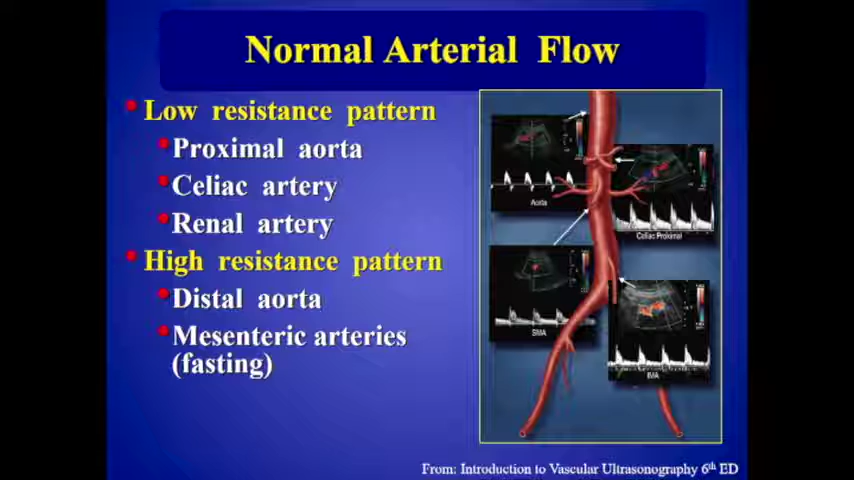 Normal Arterial Flow
Low resistance pattern
Proximal aorta
Celiac artery
Renal artery
High resistance pattern
Distal aorta
Mesenteric arteries
(fasting)
Aorta
Celiac Proximal
SMA
IMA
From: Introduction to Vascular Ultrasonography 6th ED